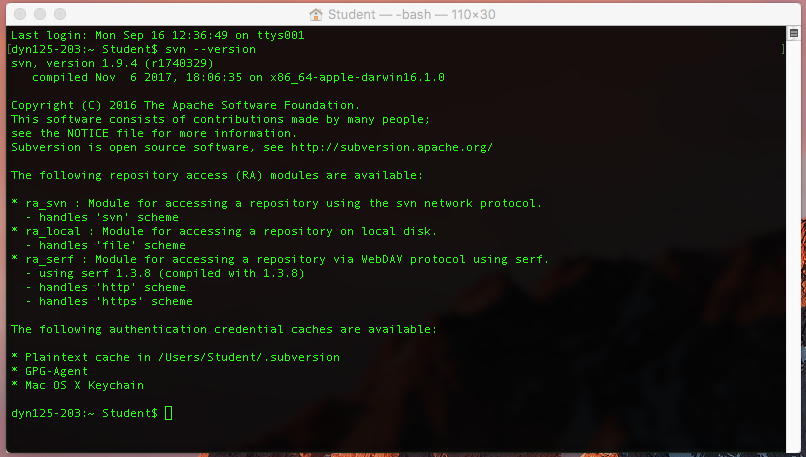 Student — -bash — 110×30
Last login: Mon Sep 16 12:36:49 on ttys001
[dyn125-203:~ Student$ svn --version ]
svn, version 1.9.4 (r1740329)
   compiled Nov  6 2017, 18:06:35 on x86_64-apple-darwin16.1.0

Copyright (C) 2016 The Apache Software Foundation.
This software consists of contributions made by many people;
see the NOTICE file for more information.
Subversion is open source software, see http://subversion.apache.org/

The following repository access (RA) modules are available:

* ra_svn : Module for accessing a repository using the svn network protocol.
  - handles 'svn' scheme
* ra_local : Module for accessing a repository on local disk.
  - handles 'file' scheme
* ra_serf : Module for accessing a repository via WebDAV protocol using serf.
  - using serf 1.3.8 (compiled with 1.3.8)
  - handles 'http' scheme
  - handles 'https' scheme

The following authentication credential caches are available:

* Plaintext cache in /Users/Student/.subversion
* GPG-Agent
* Mac OS X Keychain

dyn125-203:~ Student$